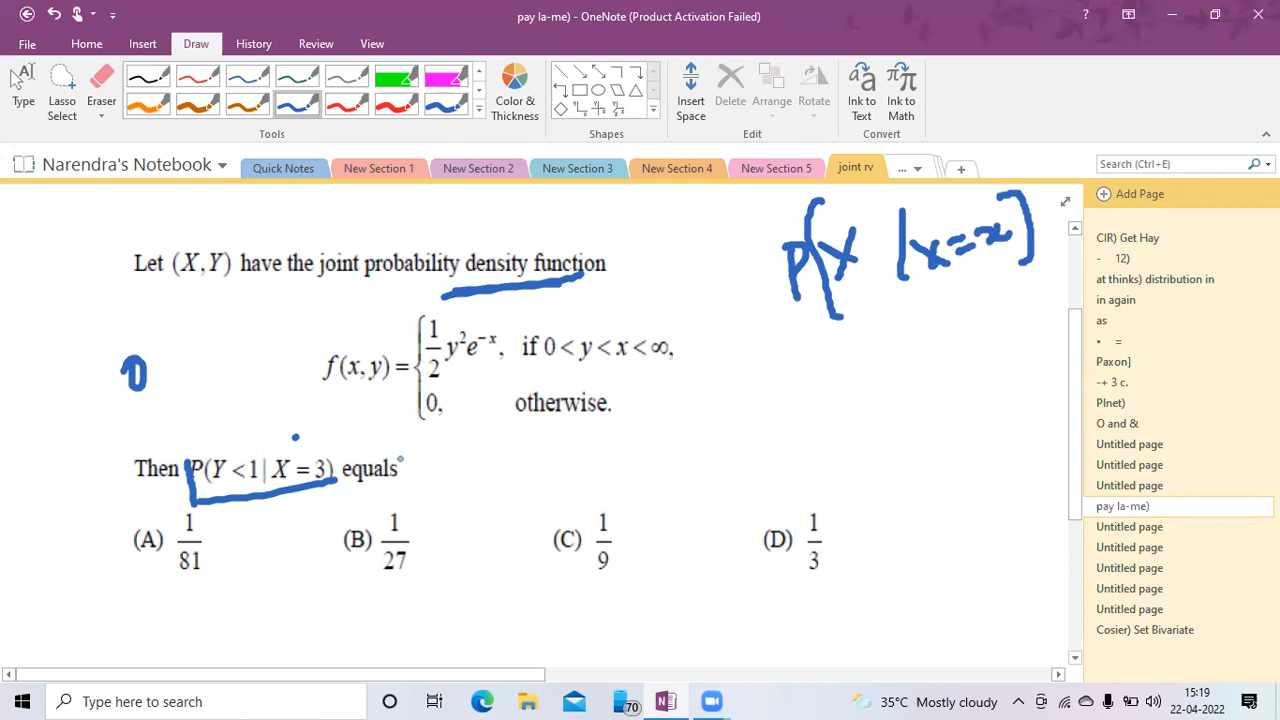 pay la-me) - OneNote (Product Activation Failed)
?
File Home Insert Draw History Review View
Type
Lasso Select
Eraser
Color & Thickness
Insert Space
Delete
Arrange
Rotate
Ink to Text
Ink to Math
Tools
Shapes
Edit
Convert
Narendra's Notebook
Quick Notes New Section 1 New Section 2 New Section 3 New Section 4 New Section 5 joint rv ...
Search (Ctrl+E)
Add Page
CIR) Get Hay
- 12)
at thinks) distribution in
in again
as
• =
Paxon]
-+ 3 c.
PInet)
O and &
Untitled page
Untitled page
Untitled page
pay la-me)
Untitled page
Untitled page
Untitled page
Untitled page
Untitled page
Cosier) Set Bivariate
Let (X,Y) have the joint probability density function
f(x, y) = { 1/2 y²e⁻ˣ, if 0 < y < x < ∞,
0, otherwise.
Then P(Y < 1 | X = 3) equals
(A) 1/81 (B) 1/27 (C) 1/9 (D) 1/3
Type here to search
70
35°C Mostly cloudy
15:19
22-04-2022